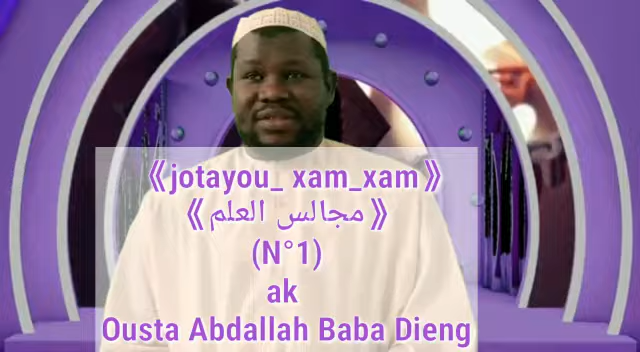 《jotayou_ xam_xam》
《مجالس العلم》
(N°1)
ak
Ousta Abdallah Baba Dieng